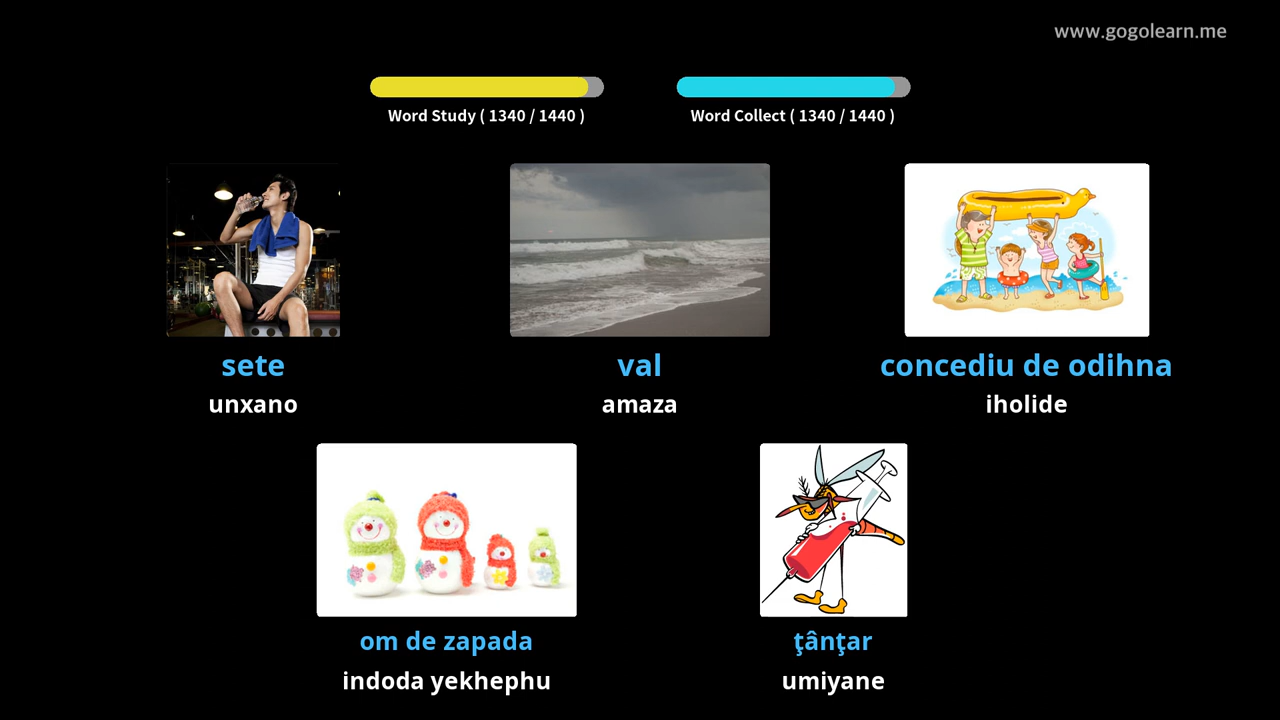 www.gogolearn.me
Word Study ( 1340 / 1440 )
Word Collect ( 1340 / 1440 )
sete
unxano
val
amaza
concediu de odihna
iholide
om de zapada
indoda yekhephu
ţânţar
umiyane